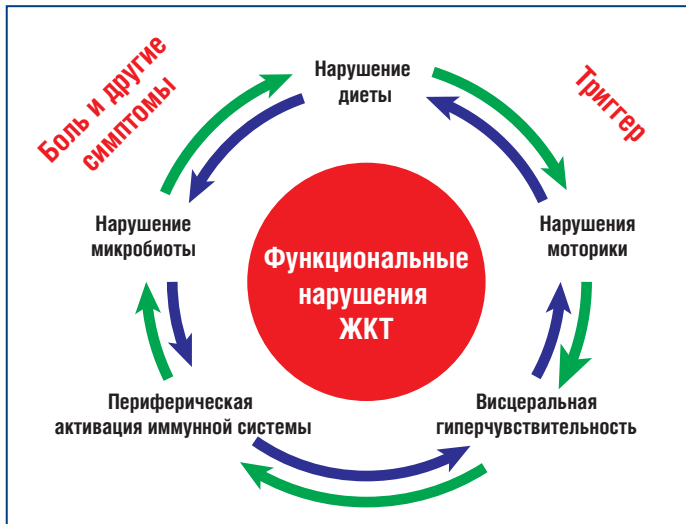 Боль и другие
симптомы
Нарушение
диеты
Триггер
Нарушение
микробиоты
Функциональные
нарушения
ЖКТ
Нарушения
моторики
Периферическая
активация иммунной системы
Висцеральная
гиперчувствительность